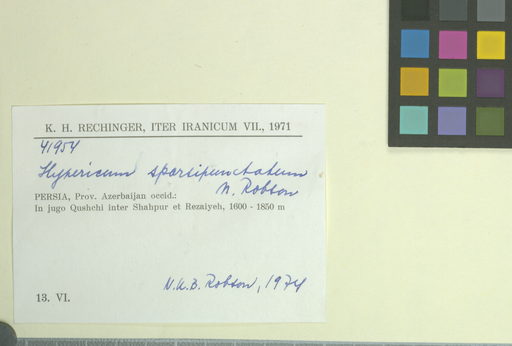 K. H. RECHINGER, ITER IRANICUM VII., 1971
41954
Hypericum sparsipunctatum
N. Robson
PERSIA, Prov. Azerbaijan occid.:
In jugo Qushchi inter Shahpur et Rezaiyeh, 1600 - 1850 m
N.K.B. Robson, 1974
13. VI.